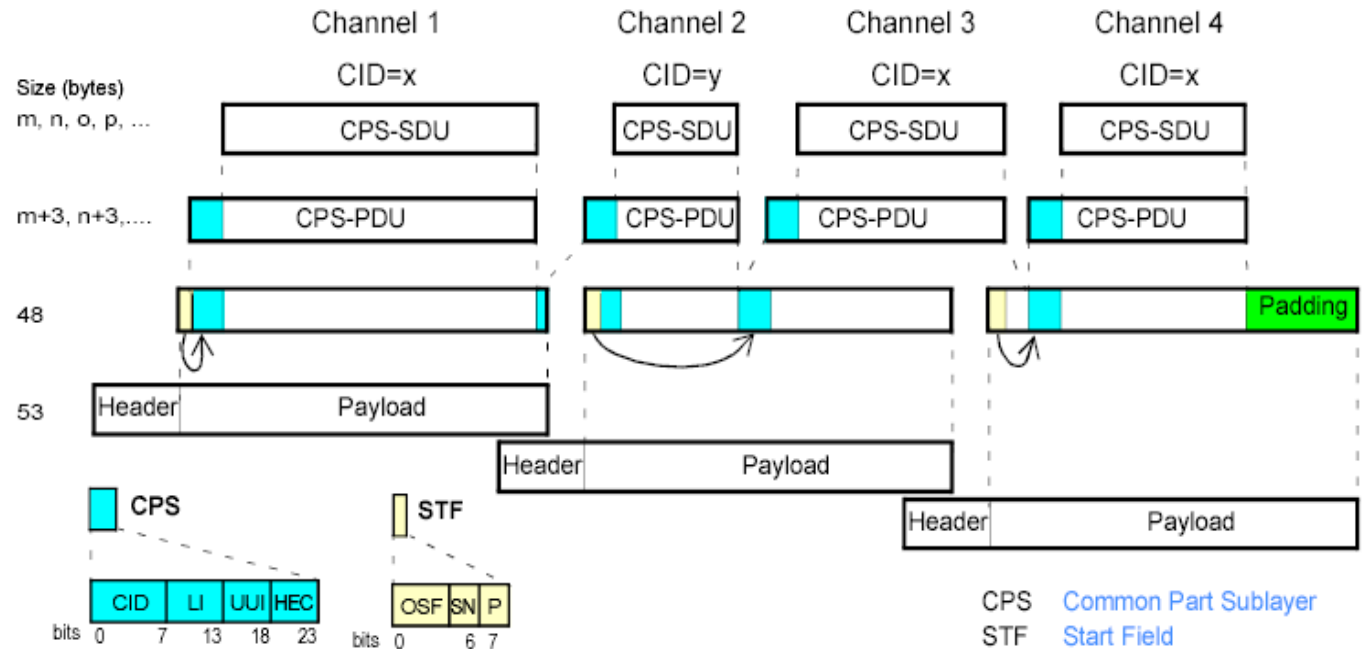 Channel 1 Channel 2 Channel 3 Channel 4
CID=x CID=y CID=x CID=x
Size (bytes)
m, n, o, p, ...
CPS-SDU CPS-SDU CPS-SDU CPS-SDU
m+3, n+3,....
CPS-PDU CPS-PDU CPS-PDU CPS-PDU
48
Padding
53
Header Payload
Header Payload
Header Payload
CPS STF
CID LI UUI HEC
bits 0 7 13 18 23
OSF SN P
bits 0 6 7
CPS Common Part Sublayer
STF Start Field